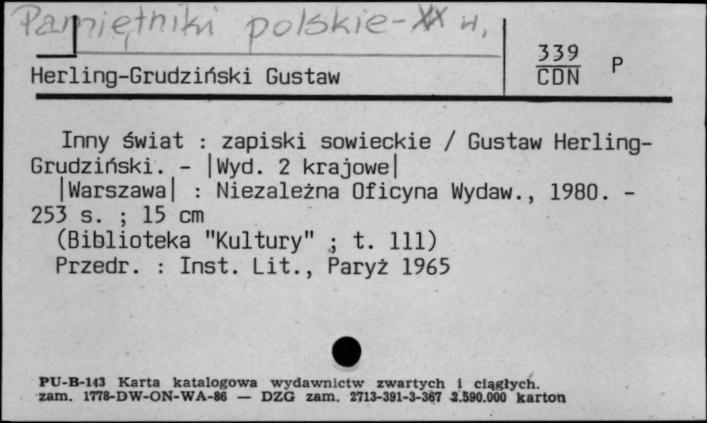 Pamiętniki polskie - XX w.
339
CDN P
Herling-Grudziński Gustaw
Inny świat : zapiski sowieckie / Gustaw Herling-
Grudziński. - |Wyd. 2 krajowe|
|Warszawa| : Niezależna Oficyna Wydaw., 1980. -
253 s. ; 15 cm
(Biblioteka "Kultury" ; t. 111)
Przedr. : Inst. Lit., Paryż 1965
PU-B-143 Karta katalogowa wydawnictw zwartych i ciągłych.
zam. 1778-DW-ON-WA-86 — DZG zam. 2713-391-3-367 2.590.000 karton